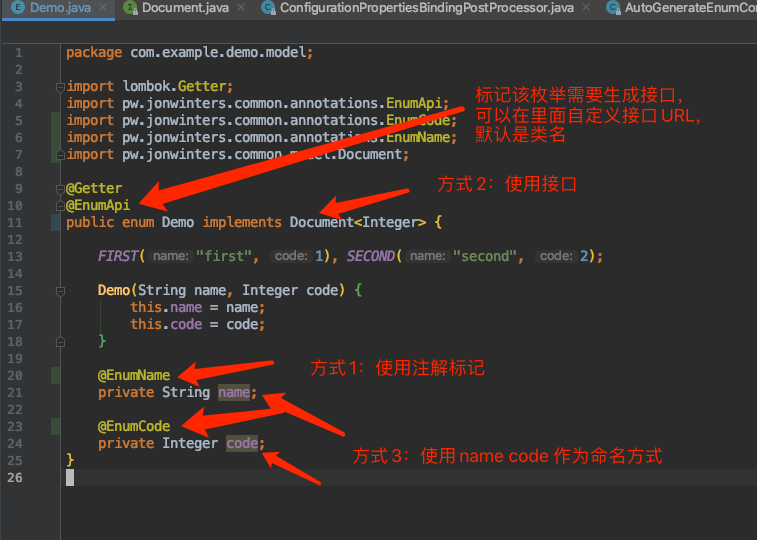 Demo.java × Document.java × ConfigurationPropertiesBindingPostProcessor.java × AutoGenerateEnumCon
1 package com.example.demo.model;
2
3 import lombok.Getter;
4 import pw.jonwinters.common.annotations.EnumApi;
5 import pw.jonwinters.common.annotations.EnumCode;
6 import pw.jonwinters.common.annotations.EnumName;
7 import pw.jonwinters.common.model.Document;
标记该枚举需要生成接口，
可以在里面自定义接口 URL，
默认是类名
8
9 @Getter
方式 2：使用接口
10 @EnumApi
11 public enum Demo implements Document<Integer> {
12
13 FIRST( name: "first", code: 1), SECOND( name: "second", code: 2);
14
15 Demo(String name, Integer code) {
16 this.name = name;
17 this.code = code;
18 }
19
20 @EnumName
方式 1：使用注解标记
21 private String name;
22
23 @EnumCode
24 private Integer code;
方式 3：使用 name code 作为命名方式
25 }
26